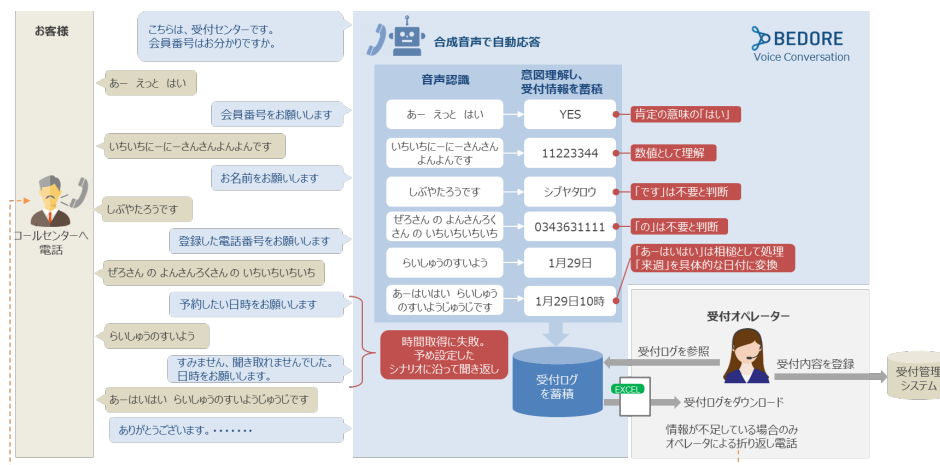 お客様
コールセンターへ
電話
こちらは、受付センターです。
会員番号はお分かりですか。
あー えっと はい
会員番号をお願いします
いちいちにーにーさんさんよんよんです
お名前をお願いします
しぶやたろうです
登録した電話番号をお願いします
ぜろさん の よんさんろくさん の いちいちいちいち
予約したい日時をお願いします
らいしゅうのすいよう
すみません、聞き取れませんでした。
日時をお願いします。
あーはいはい らいしゅうのすいようじゅうじです
ありがとうございます。・・・・・・・
時間取得に失敗。
予め設定した
シナリオに沿って聞き返し
合成音声で自動応答
BEDORE
Voice Conversation
音声認識
意図理解し、
受付情報を蓄積
あー えっと はい
YES
肯定の意味の「はい」
いちいちにーにーさんさん
よんよんです
11223344
数値として理解
しぶやたろうです
シブヤタロウ
「です」は不要と判断
ぜろさん の よんさんろく
さん の いちいちいちいち
0343631111
「の」は不要と判断
らいしゅうのすいよう
1月29日
「あーはいはい」は相槌として処理
「来週」を具体的な日付に変換
あーはいはい らいしゅう
のすいようじゅうじです
1月29日10時
受付ログ
を蓄積
受付オペレーター
受付ログを参照
受付内容を登録
EXCEL
受付ログをダウンロード
情報が不足している場合のみ
オペレータによる折り返し電話
受付管理
システム